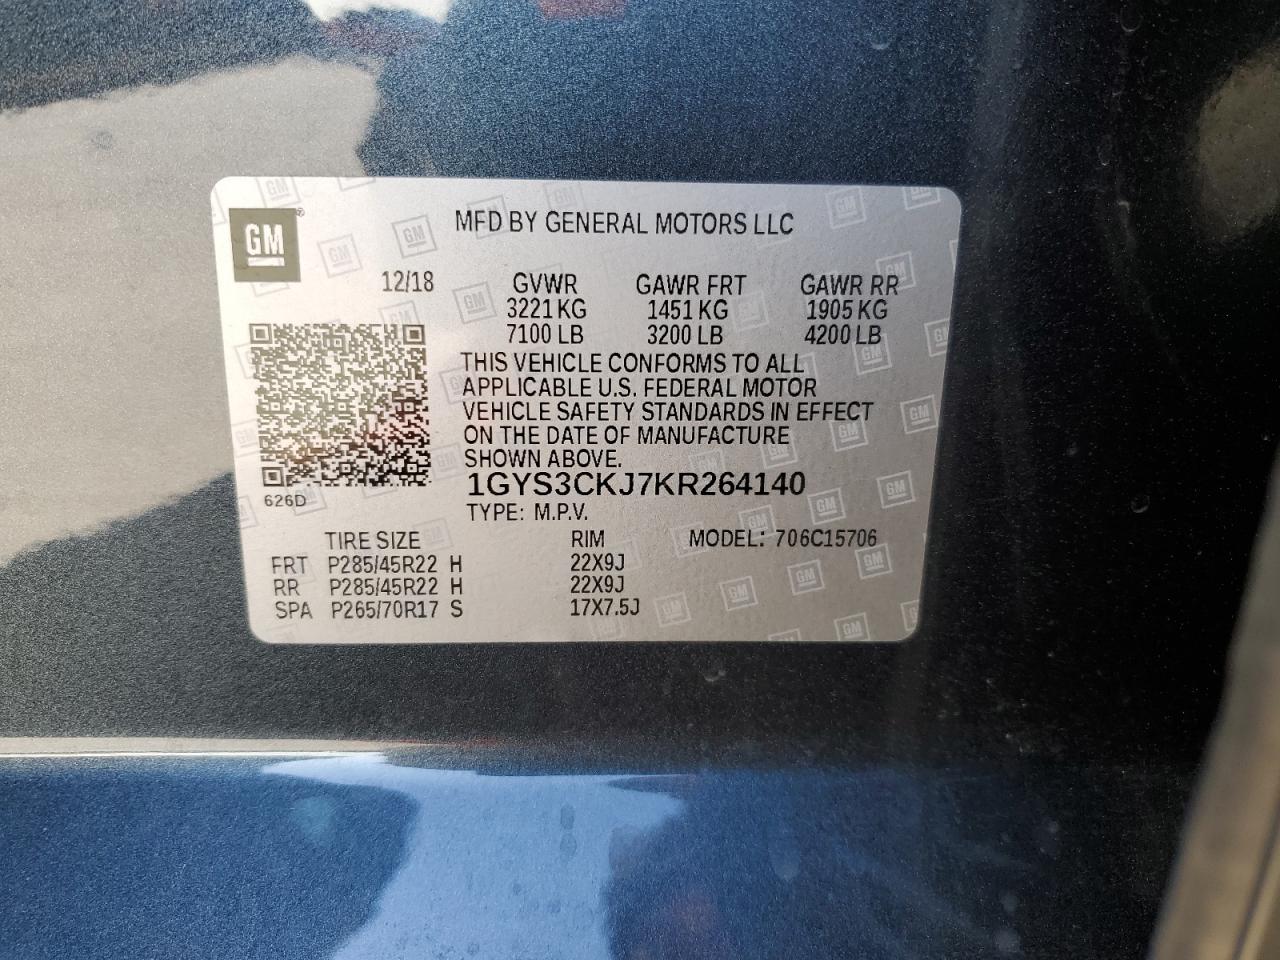 GM
MFD BY GENERAL MOTORS LLC
12/18 GVWR GAWR FRT GAWR RR
3221 KG 1451 KG 1905 KG
7100 LB 3200 LB 4200 LB
THIS VEHICLE CONFORMS TO ALL
APPLICABLE U.S. FEDERAL MOTOR
VEHICLE SAFETY STANDARDS IN EFFECT
ON THE DATE OF MANUFACTURE
SHOWN ABOVE.
1GYS3CKJ7KR264140
626D
TYPE: M.P.V.
TIRE SIZE RIM MODEL: 706C15706
FRT P285/45R22 H 22X9J
RR P285/45R22 H 22X9J
SPA P265/70R17 S 17X7.5J